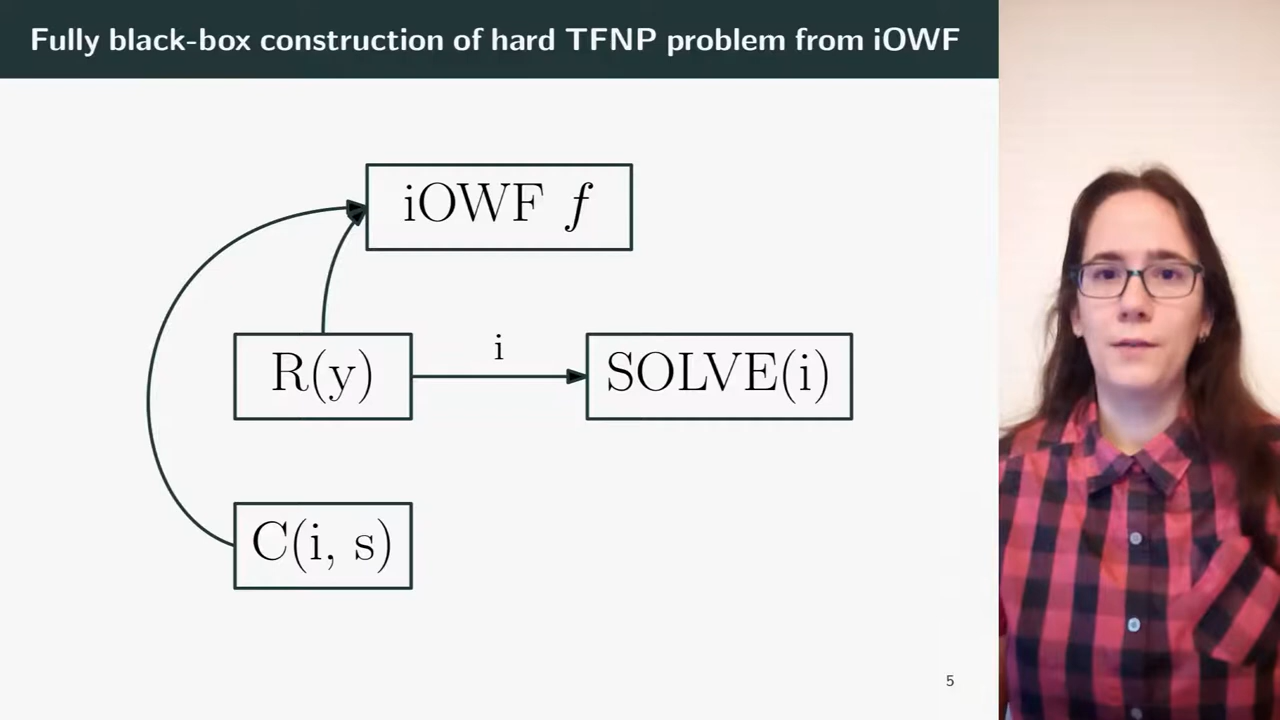 Fully black-box construction of hard TFNP problem from iOWF
iOWF f
R(y)
i
SOLVE(i)
C(i, s)
5